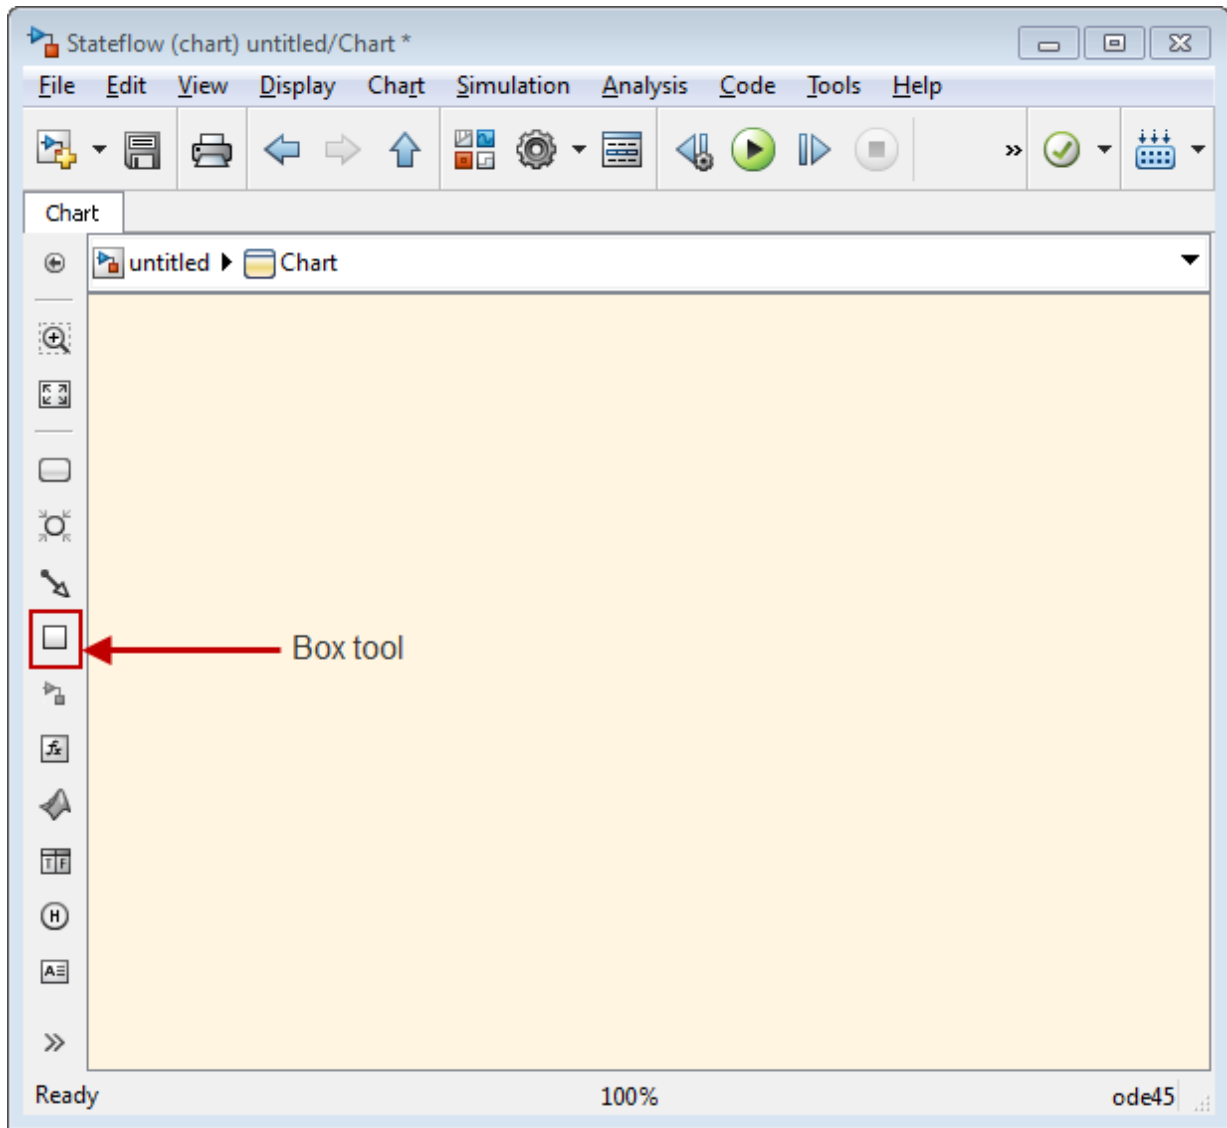 Stateflow (chart) untitled/Chart *
File Edit View Display Chart Simulation Analysis Code Tools Help
Chart
untitled Chart
Box tool
fx
T F
H
A
Ready 100% ode45